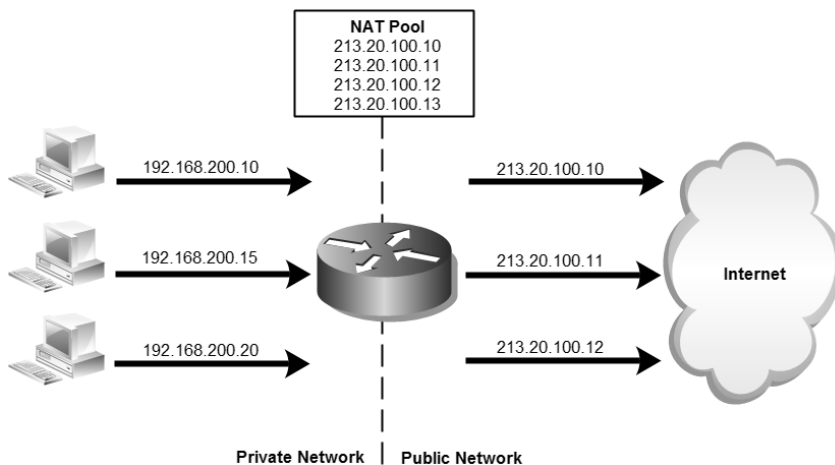 NAT Pool
213.20.100.10
213.20.100.11
213.20.100.12
213.20.100.13
192.168.200.10
213.20.100.10
192.168.200.15
213.20.100.11
Internet
192.168.200.20
213.20.100.12
Private Network
Public Network